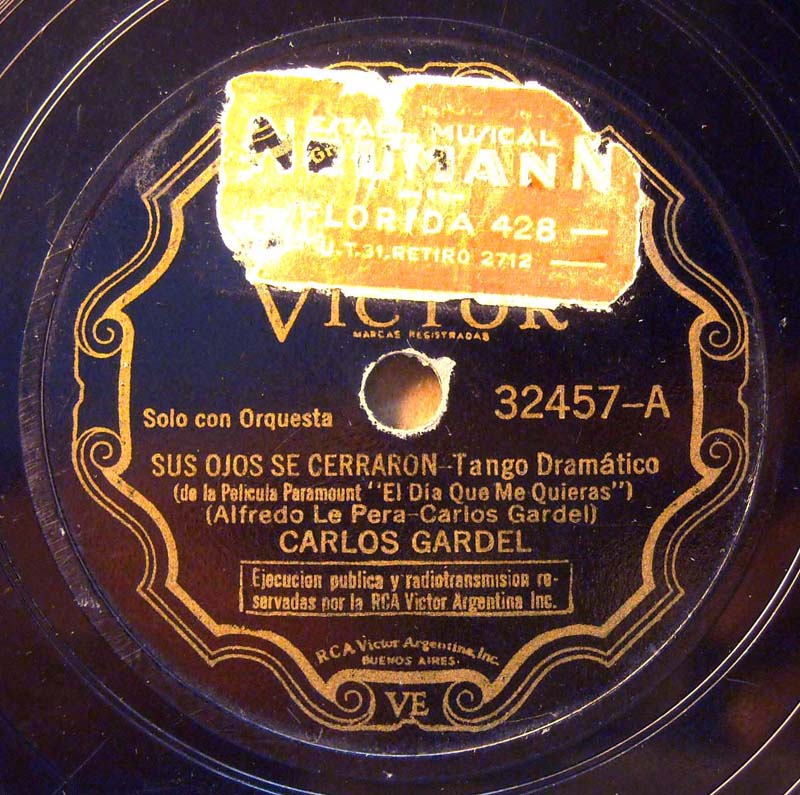 ESTAB. MUSICAL
NEUMANN
FLORIDA 428 —
U.T.31.RETIRO 2712 —
VICTOR
MARCAS REGISTRADAS
32457-A
Solo con Orquesta
SUS OJOS SE CERRARON-Tango Dramático
(de la Pelicula Paramount "El Dia Que Me Quieras")
(Alfredo Le Pera-Carlos Gardel)
CARLOS GARDEL
Ejecucion publica y radiotransmision re-
servadas por la RCA Victor Argentina Inc.
RCA Victor Argentina, Inc.
BUENOS AIRES.
VE